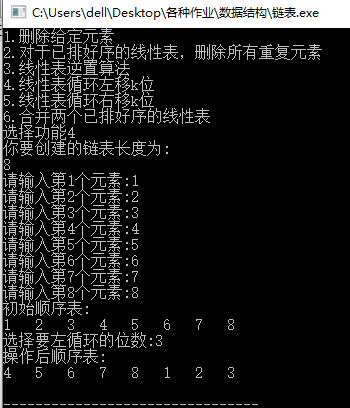 C:\Users\dell\Desktop\各种作业\数据结构\链表.exe
1.删除给定元素
2.对于已排好序的线性表，删除所有重复元素
3.线性表逆置算法
4.线性表循环左移k位
5.线性表循环右移k位
6.合并两个已排好序的线性表
选择功能4
你要创建的链表长度为:
8
请输入第1个元素:1
请输入第2个元素:2
请输入第3个元素:3
请输入第4个元素:4
请输入第5个元素:5
请输入第6个元素:6
请输入第7个元素:7
请输入第8个元素:8
初始顺序表:
1 2 3 4 5 6 7 8
选择要左循环的位数:3
操作后顺序表:
4 5 6 7 8 1 2 3
--------------------------------